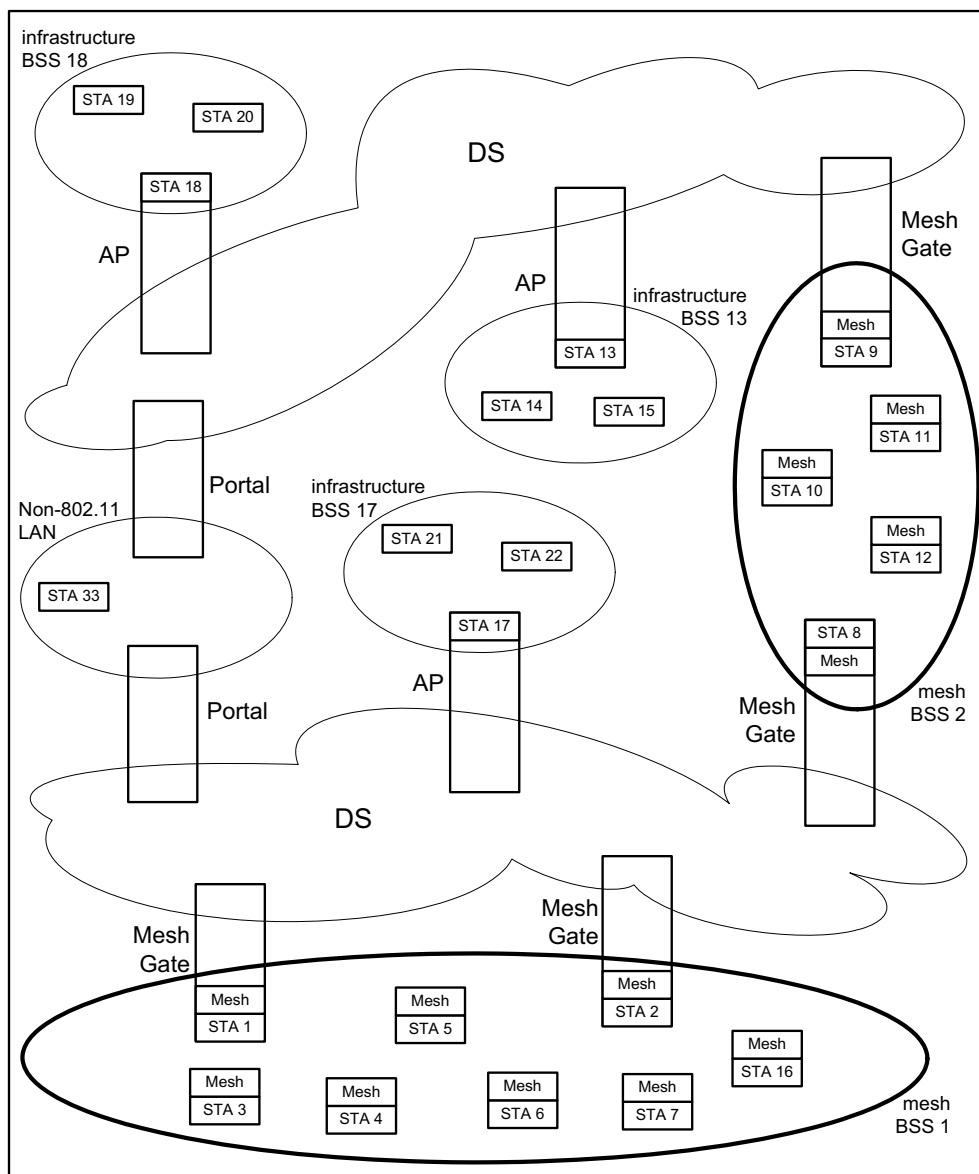 infrastructure
BSS 18
STA 19
STA 20
STA 18
AP
DS
Mesh
Gate
AP
infrastructure
BSS 13
STA 13
STA 14
STA 15
Mesh
STA 9
Mesh
STA 11
Mesh
STA 10
Mesh
STA 12
STA 8
Mesh
mesh
BSS 2
Mesh
Gate
Portal
Non-802.11
LAN
STA 33
Portal
infrastructure
BSS 17
STA 21
STA 22
STA 17
AP
DS
Mesh
Gate
Mesh
Gate
Mesh
STA 1
Mesh
STA 5
Mesh
STA 2
Mesh
STA 16
Mesh
STA 3
Mesh
STA 4
Mesh
STA 6
Mesh
STA 7
mesh
BSS 1